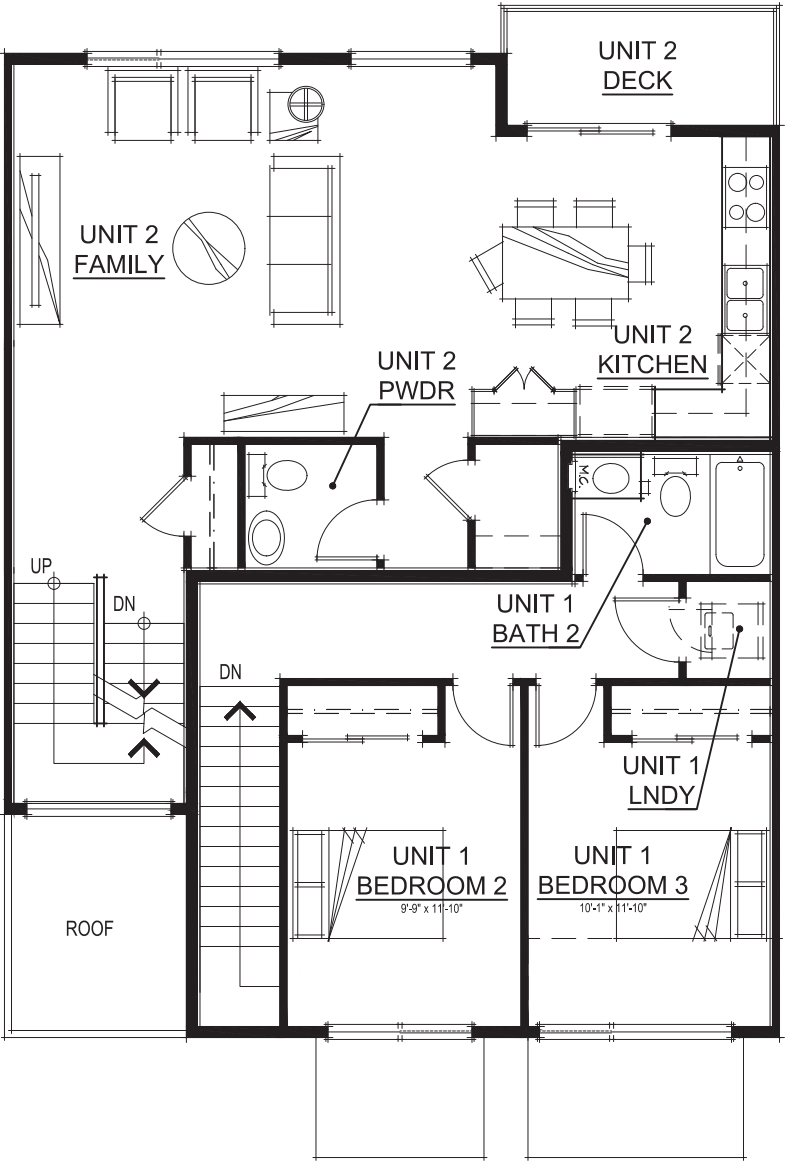 UNIT 2
DECK
UNIT 2
FAMILY
UNIT 2
KITCHEN
UNIT 2
PWDR
M.C.
UP
DN
UNIT 1
BATH 2
DN
UNIT 1
LNDY
UNIT 1
BEDROOM 2
9'-9" x 11'-10"
UNIT 1
BEDROOM 3
10'-1" x 11'-10"
ROOF